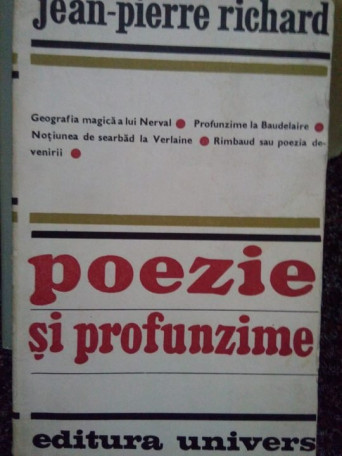 jean-pierre richard
Geografia magică a lui Nerval ● Profunzime la Baudelaire ●
Noțiunea de searbăd la Verlaine ● Rimbaud sau poezia de-
venirii ●
poezie
și profunzime
editura univers